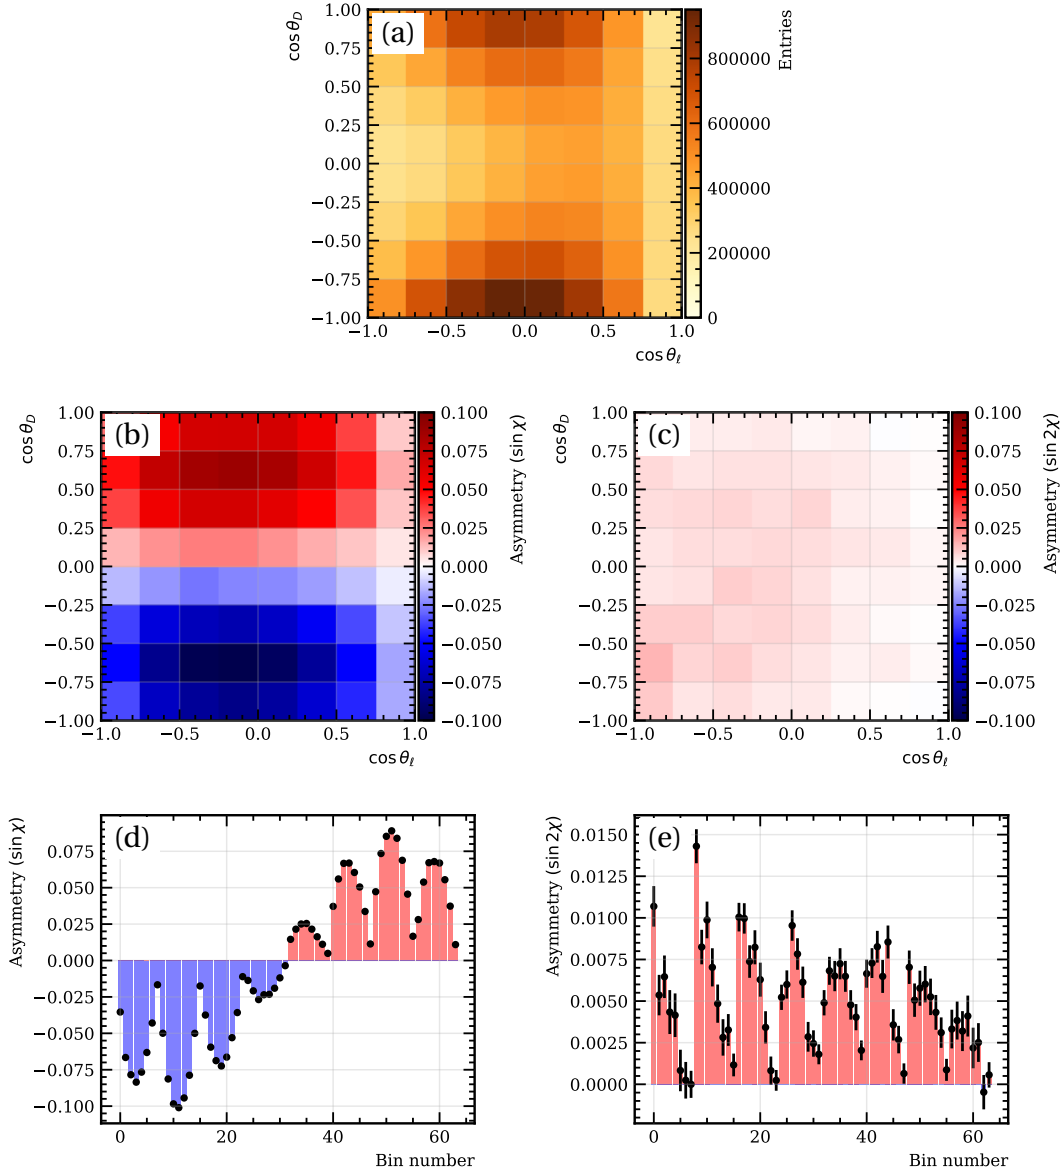 (a)
cos θ_D
1.00
0.75
0.50
0.25
0.00
−0.25
−0.50
−0.75
−1.00
−1.0 −0.5 0.0 0.5 1.0
cos θ_ℓ
Entries
800000
600000
400000
200000
0
(b)
cos θ_D
1.00
0.75
0.50
0.25
0.00
−0.25
−0.50
−0.75
−1.00
−1.0 −0.5 0.0 0.5 1.0
cos θ_ℓ
0.100
0.075
0.050
0.025
0.000
−0.025
−0.050
−0.075
−0.100
Asymmetry (sin χ)
(c)
cos θ_D
1.00
0.75
0.50
0.25
0.00
−0.25
−0.50
−0.75
−1.00
−1.0 −0.5 0.0 0.5 1.0
cos θ_ℓ
0.100
0.075
0.050
0.025
0.000
−0.025
−0.050
−0.075
−0.100
Asymmetry (sin 2χ)
(d)
Asymmetry (sin χ)
0.075
0.050
0.025
0.000
−0.025
−0.050
−0.075
−0.100
0 20 40 60
Bin number
(e)
Asymmetry (sin 2χ)
0.0150
0.0125
0.0100
0.0075
0.0050
0.0025
0.0000
0 20 40 60
Bin number